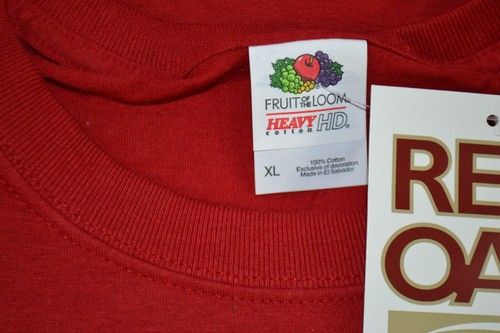 FRUIT OF THE LOOM®
HEAVY HD®
cotton
XL
100% Cotton
Exclusive of decoration
Made in El Salvador
RE
OA